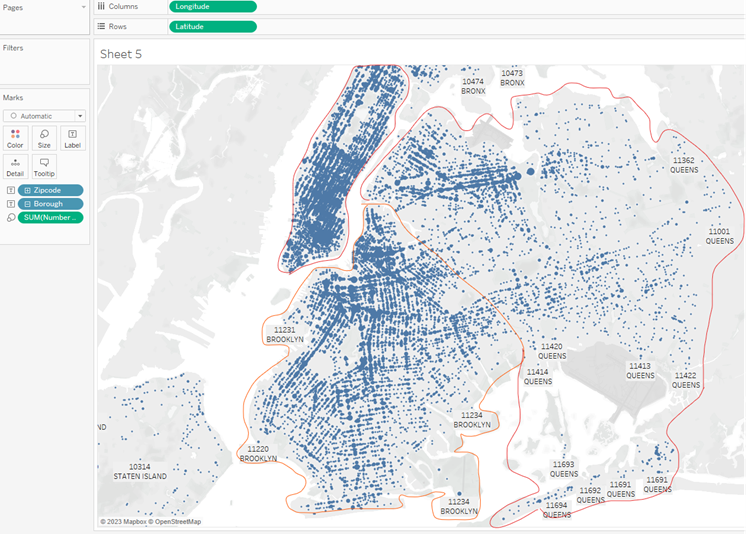 Pages
Columns
Longitude
Rows
Latitude
Filters
Sheet 5
Marks
Automatic
Color
Size
Label
Detail
Tooltip
Zipcode
Borough
SUM(Number ..
10474
BRONX
10473
BRONX
11362
QUEENS
11001
QUEENS
11231
BROOKLYN
11420
QUEENS
11414
QUEENS
11413
QUEENS
11422
QUEENS
ND
11234
BROOKLYN
10314
STATEN ISLAND
11220
BROOKLYN
11693
QUEENS
11692
QUEENS
11691
QUEENS
11691
QUEENS
11694
QUEENS
11234
BROOKLYN
© 2023 Mapbox © OpenStreetMap